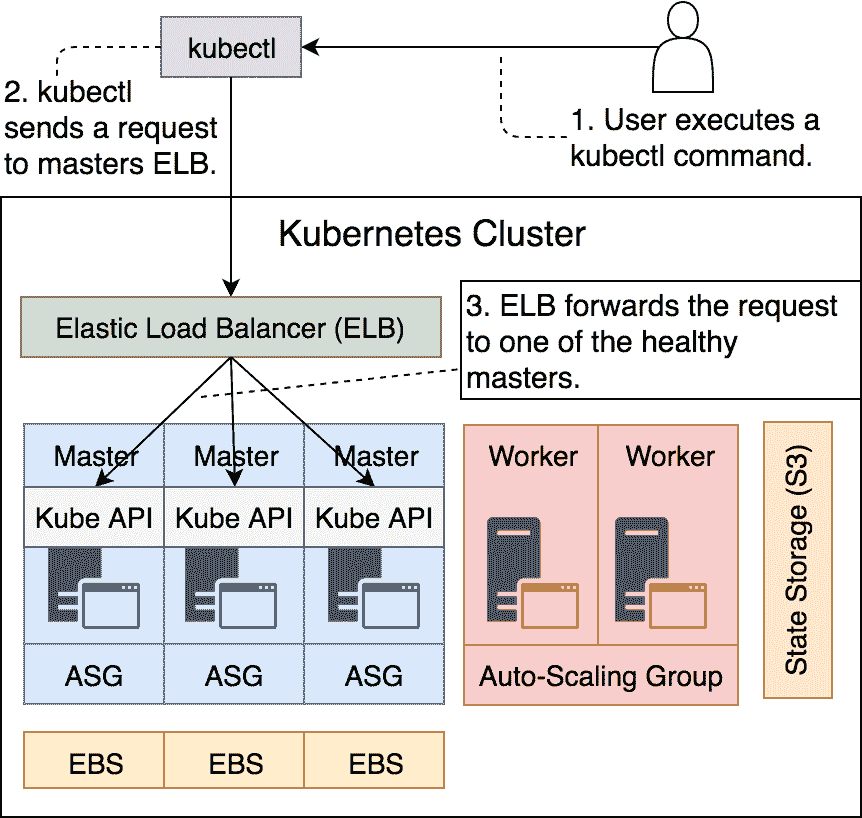 kubectl
2. kubectl
sends a request
to masters ELB.
1. User executes a
kubectl command.
Kubernetes Cluster
Elastic Load Balancer (ELB)
3. ELB forwards the request
to one of the healthy
masters.
Master
Master
Master
Kube API
Kube API
Kube API
ASG
ASG
ASG
EBS
EBS
EBS
Worker
Worker
Auto-Scaling Group
State Storage (S3)